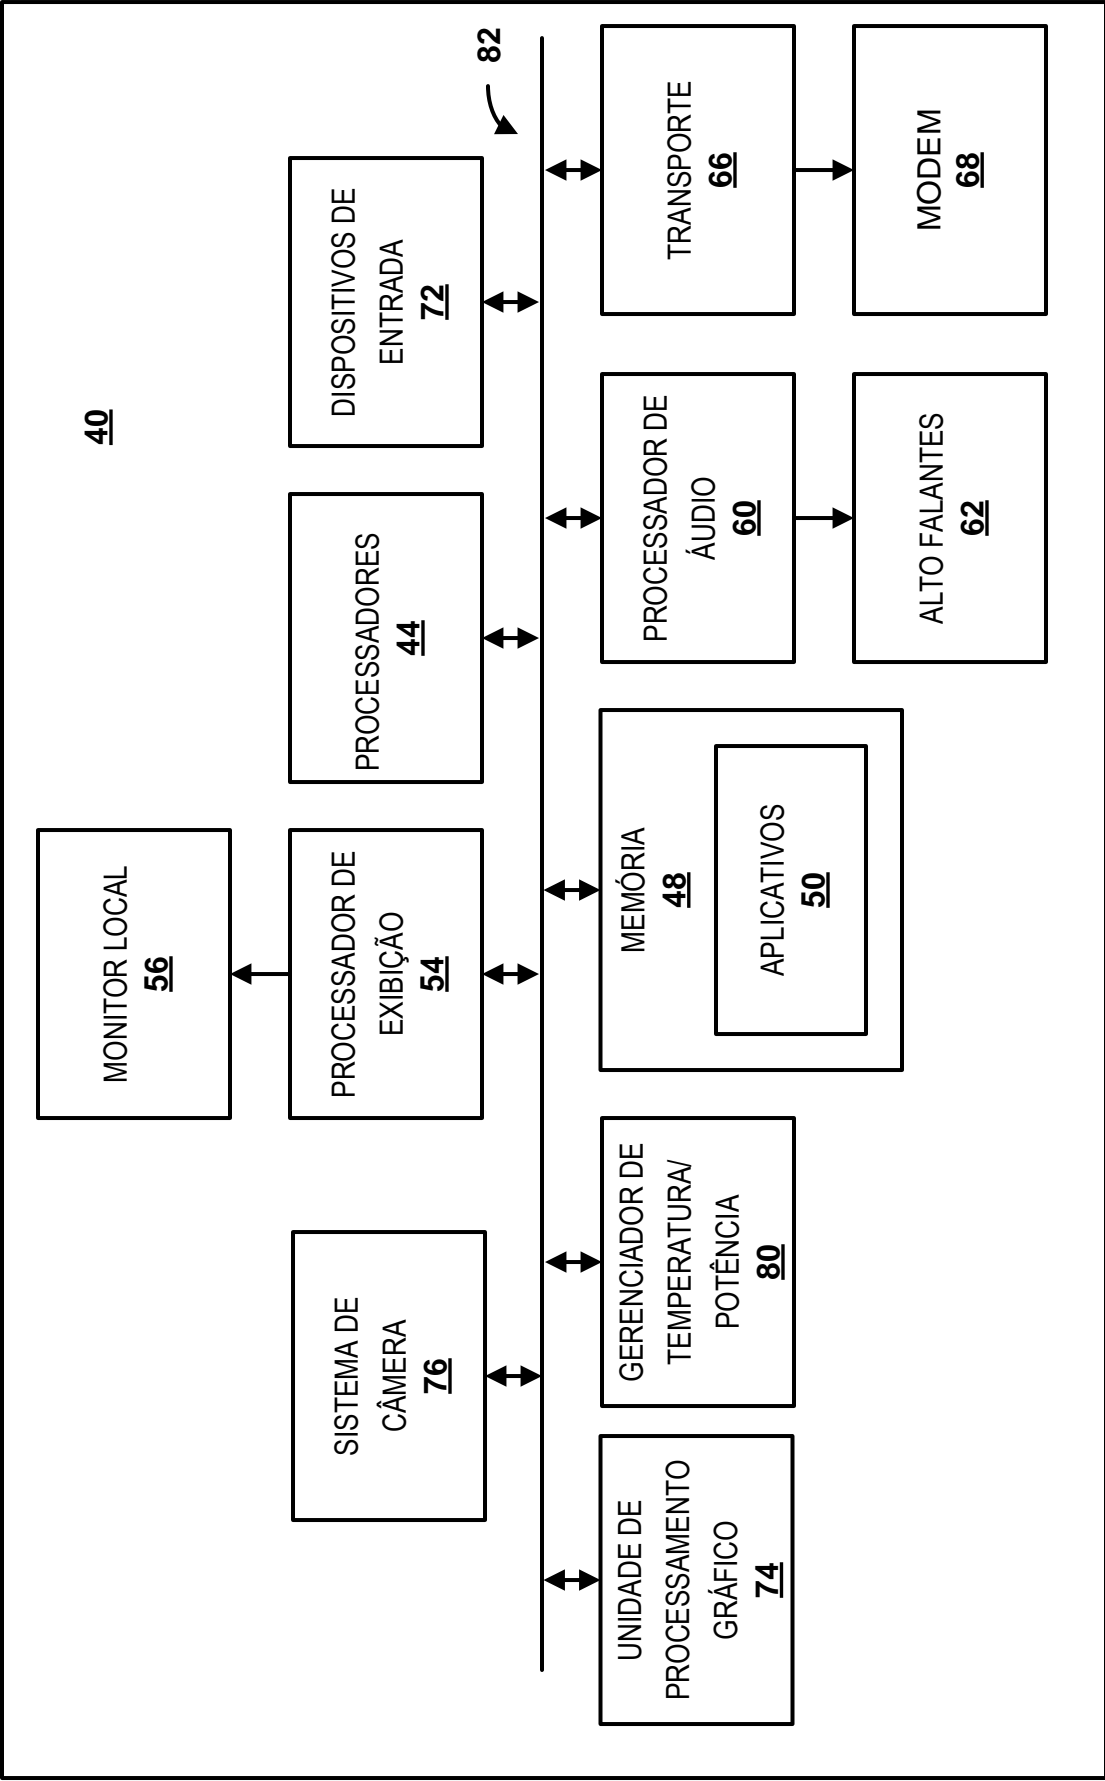 40
MONITOR LOCAL
56
SISTEMA DE
CÂMERA
76
PROCESSADOR DE
EXIBIÇÃO
54
PROCESSADORES
44
DISPOSITIVOS DE
ENTRADA
72
82
UNIDADE DE
PROCESSAMENTO
GRÁFICO
74
GERENCIADOR DE
TEMPERATURA/
POTÊNCIA
80
MEMÓRIA
48
APLICATIVOS
50
PROCESSADOR DE
ÁUDIO
60
TRANSPORTE
66
ALTO FALANTES
62
MODEM
68